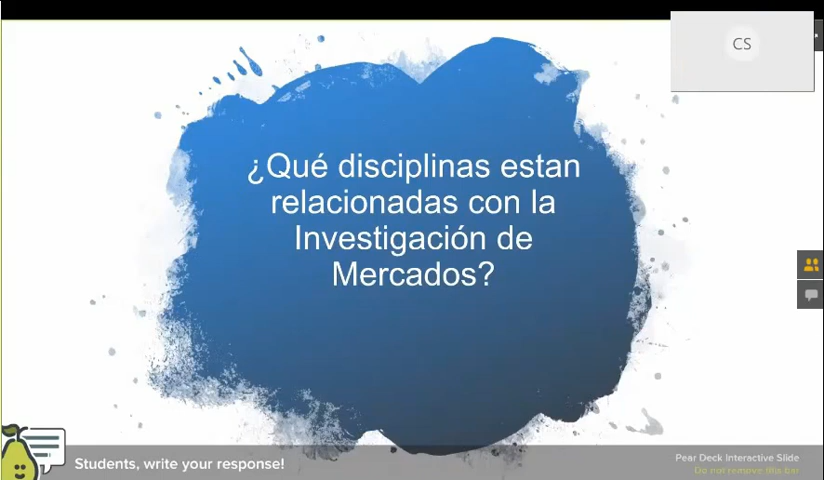 CS
¿Qué disciplinas estan
relacionadas con la
Investigación de
Mercados?
Students, write your response!
Pear Deck Interactive Slide
Do not remove this bar